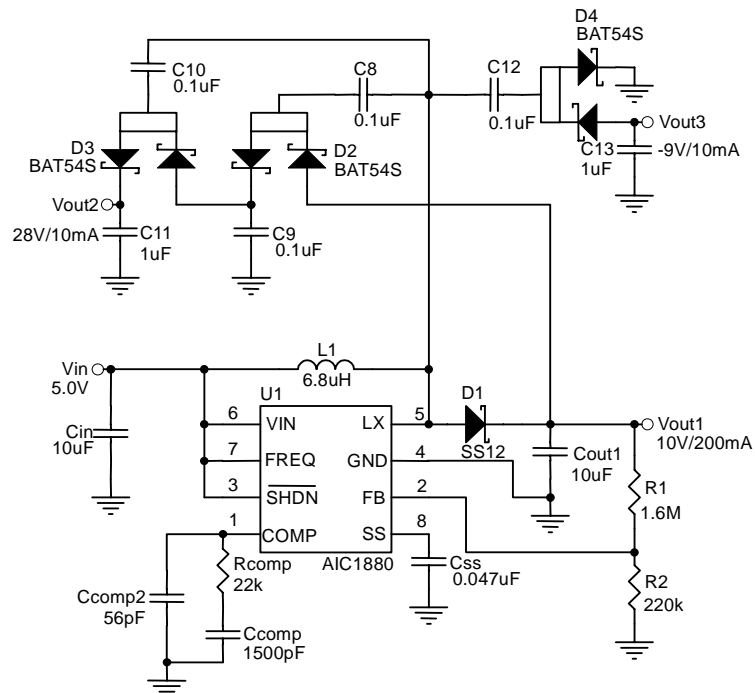 D4
BAT54S
C10
0.1uF
C8
0.1uF
C12
0.1uF
D3
BAT54S
D2
BAT54S
Vout3
C13
1uF
-9V/10mA
Vout2
28V/10mA
C11
1uF
C9
0.1uF
L1
6.8uH
Vin
5.0V
U1
Cin
10uF
6
VIN
LX
5
D1
SS12
Vout1
10V/200mA
7
FREQ
GND
4
Cout1
10uF
3
SHDN
FB
2
R1
1.6M
1
COMP
SS
8
AIC1880
Rcomp
22k
Css
0.047uF
R2
220k
Ccomp2
56pF
Ccomp
1500pF